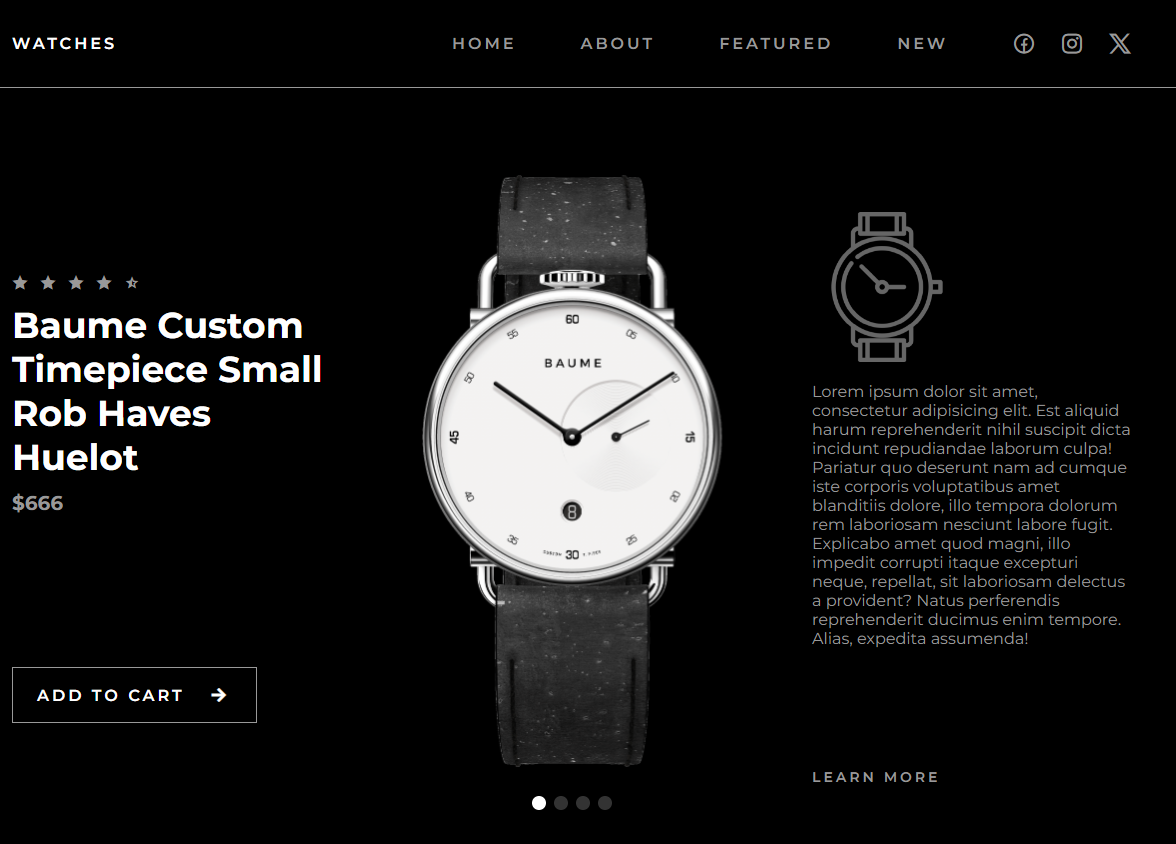 WATCHES
HOME ABOUT FEATURED NEW
Baume Custom
Timepiece Small
Rob Haves
Huelot
$666
ADD TO CART
60
05
10
15
20
25
30
35
40
45
50
55
BAUME
8
Lorem ipsum dolor sit amet,
consectetur adipisicing elit. Est aliquid
harum reprehenderit nihil suscipit dicta
incidunt repudiandae laborum culpa!
Pariatur quo deserunt nam ad cumque
iste corporis voluptatibus amet
blanditiis dolore, illo tempora dolorum
rem laboriosam nesciunt labore fugit.
Explicabo amet quod magni, illo
impedit corrupti itaque excepturi
neque, repellat, sit laboriosam delectus
a provident? Natus perferendis
reprehenderit ducimus enim tempore.
Alias, expedita assumenda!
LEARN MORE